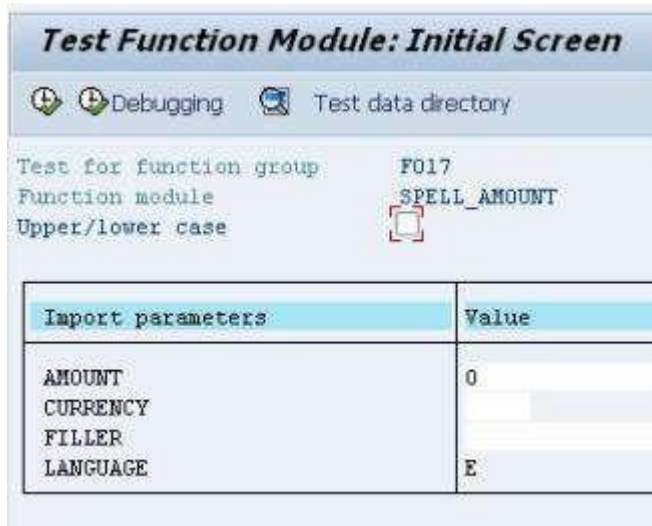 Test Function Module: Initial Screen
Debugging Test data directory
Test for function group F017
Function module SPELL_AMOUNT
Upper/lower case
Import parameters Value
AMOUNT 0
CURRENCY
FILLER
LANGUAGE E